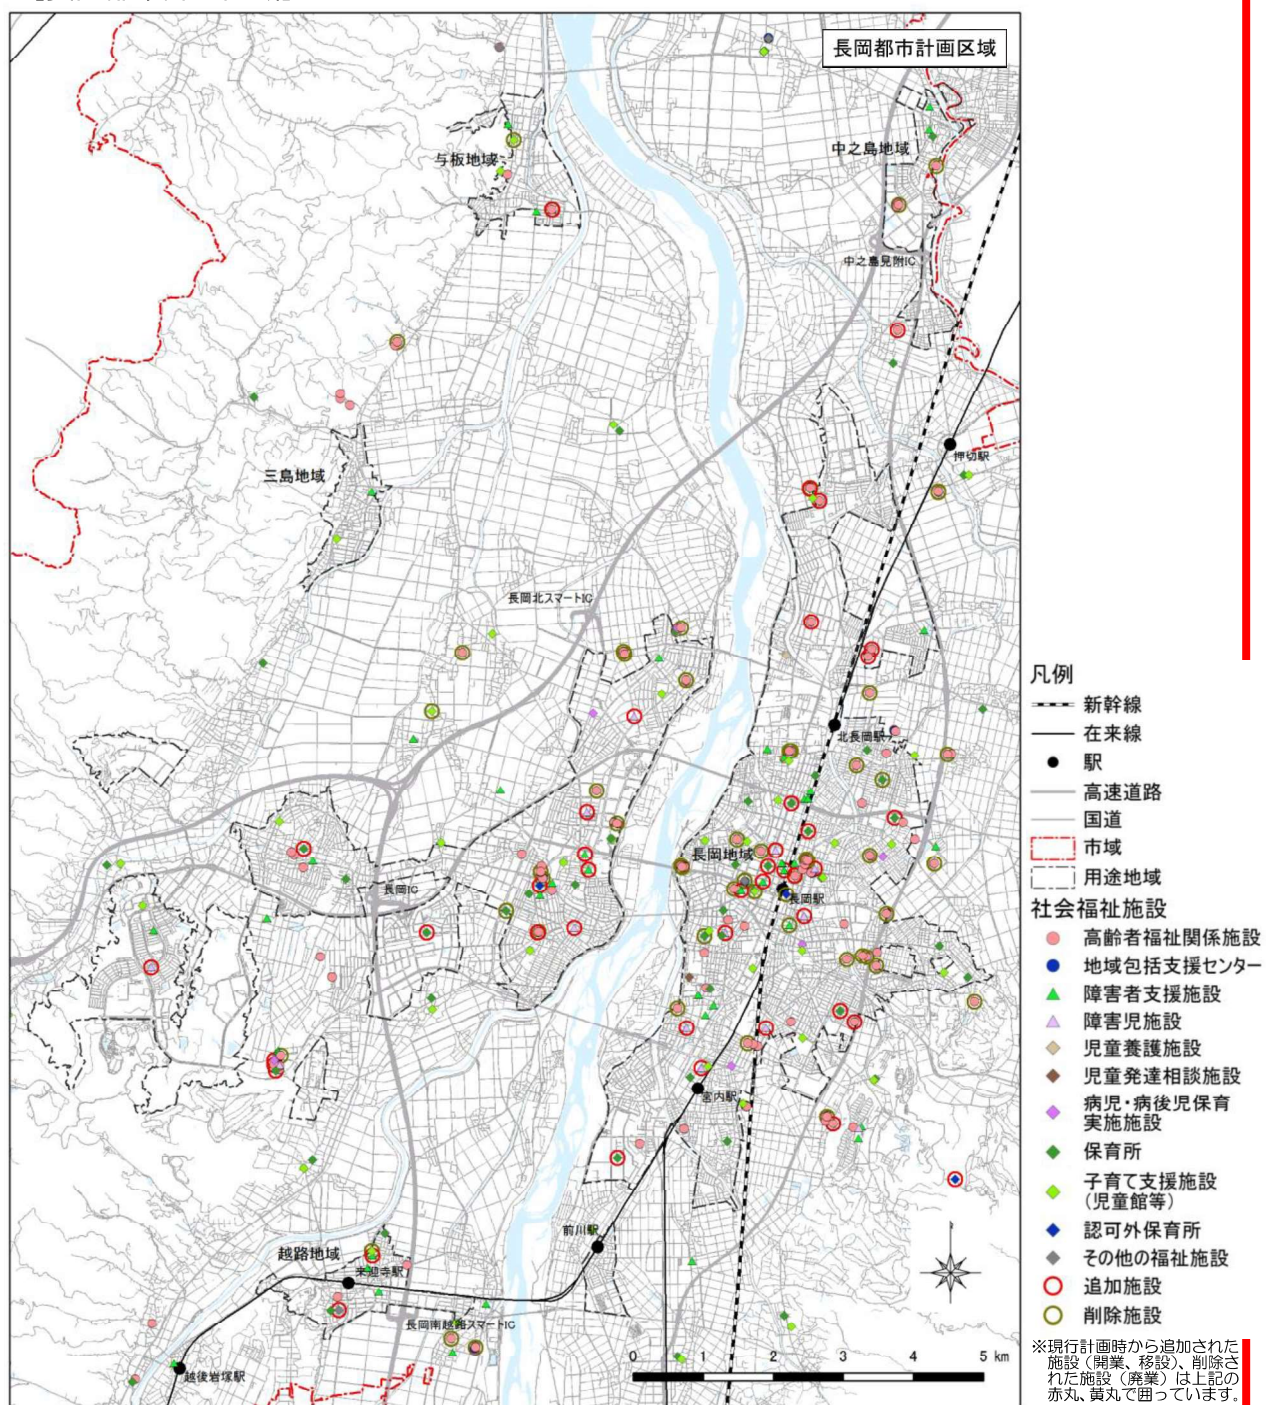 長岡都市計画区域
与板地域
中之島地域
中之島見附IC
押切駅
三島地域
長岡北スマートIC
北長岡駅
長岡地域
長岡駅
長岡IC
宮内駅
前川駅
越路地域
来迎寺駅
長岡南越路スマートIC
越後岩塚駅
0 1 2 3 4 5 km
凡例
新幹線
在来線
駅
高速道路
国道
市域
用途地域
社会福祉施設
高齢者福祉関係施設
地域包括支援センター
障害者支援施設
障害児施設
児童養護施設
児童発達相談施設
病児・病後児保育
実施施設
保育所
子育て支援施設
(児童館等)
認可外保育所
その他の福祉施設
追加施設
削除施設
※現行計画時から追加された
施設(開業、移設)、削除さ
れた施設(廃業)は上記の
赤丸、黄丸で囲っています。